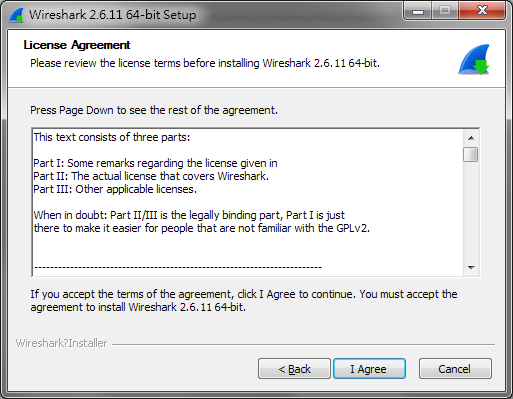 Wireshark 2.6.11 64-bit Setup
License Agreement
Please review the license terms before installing Wireshark 2.6.11 64-bit.
Press Page Down to see the rest of the agreement.
This text consists of three parts:
Part I: Some remarks regarding the license given in
Part II: The actual license that covers Wireshark.
Part III: Other applicable licenses.
When in doubt: Part II/III is the legally binding part, Part I is just
there to make it easier for people that are not familiar with the GPLv2.
------------------------------------------------------------------------
If you accept the terms of the agreement, click I Agree to continue. You must accept the
agreement to install Wireshark 2.6.11 64-bit.
Wireshark?Installer
< Back I Agree Cancel